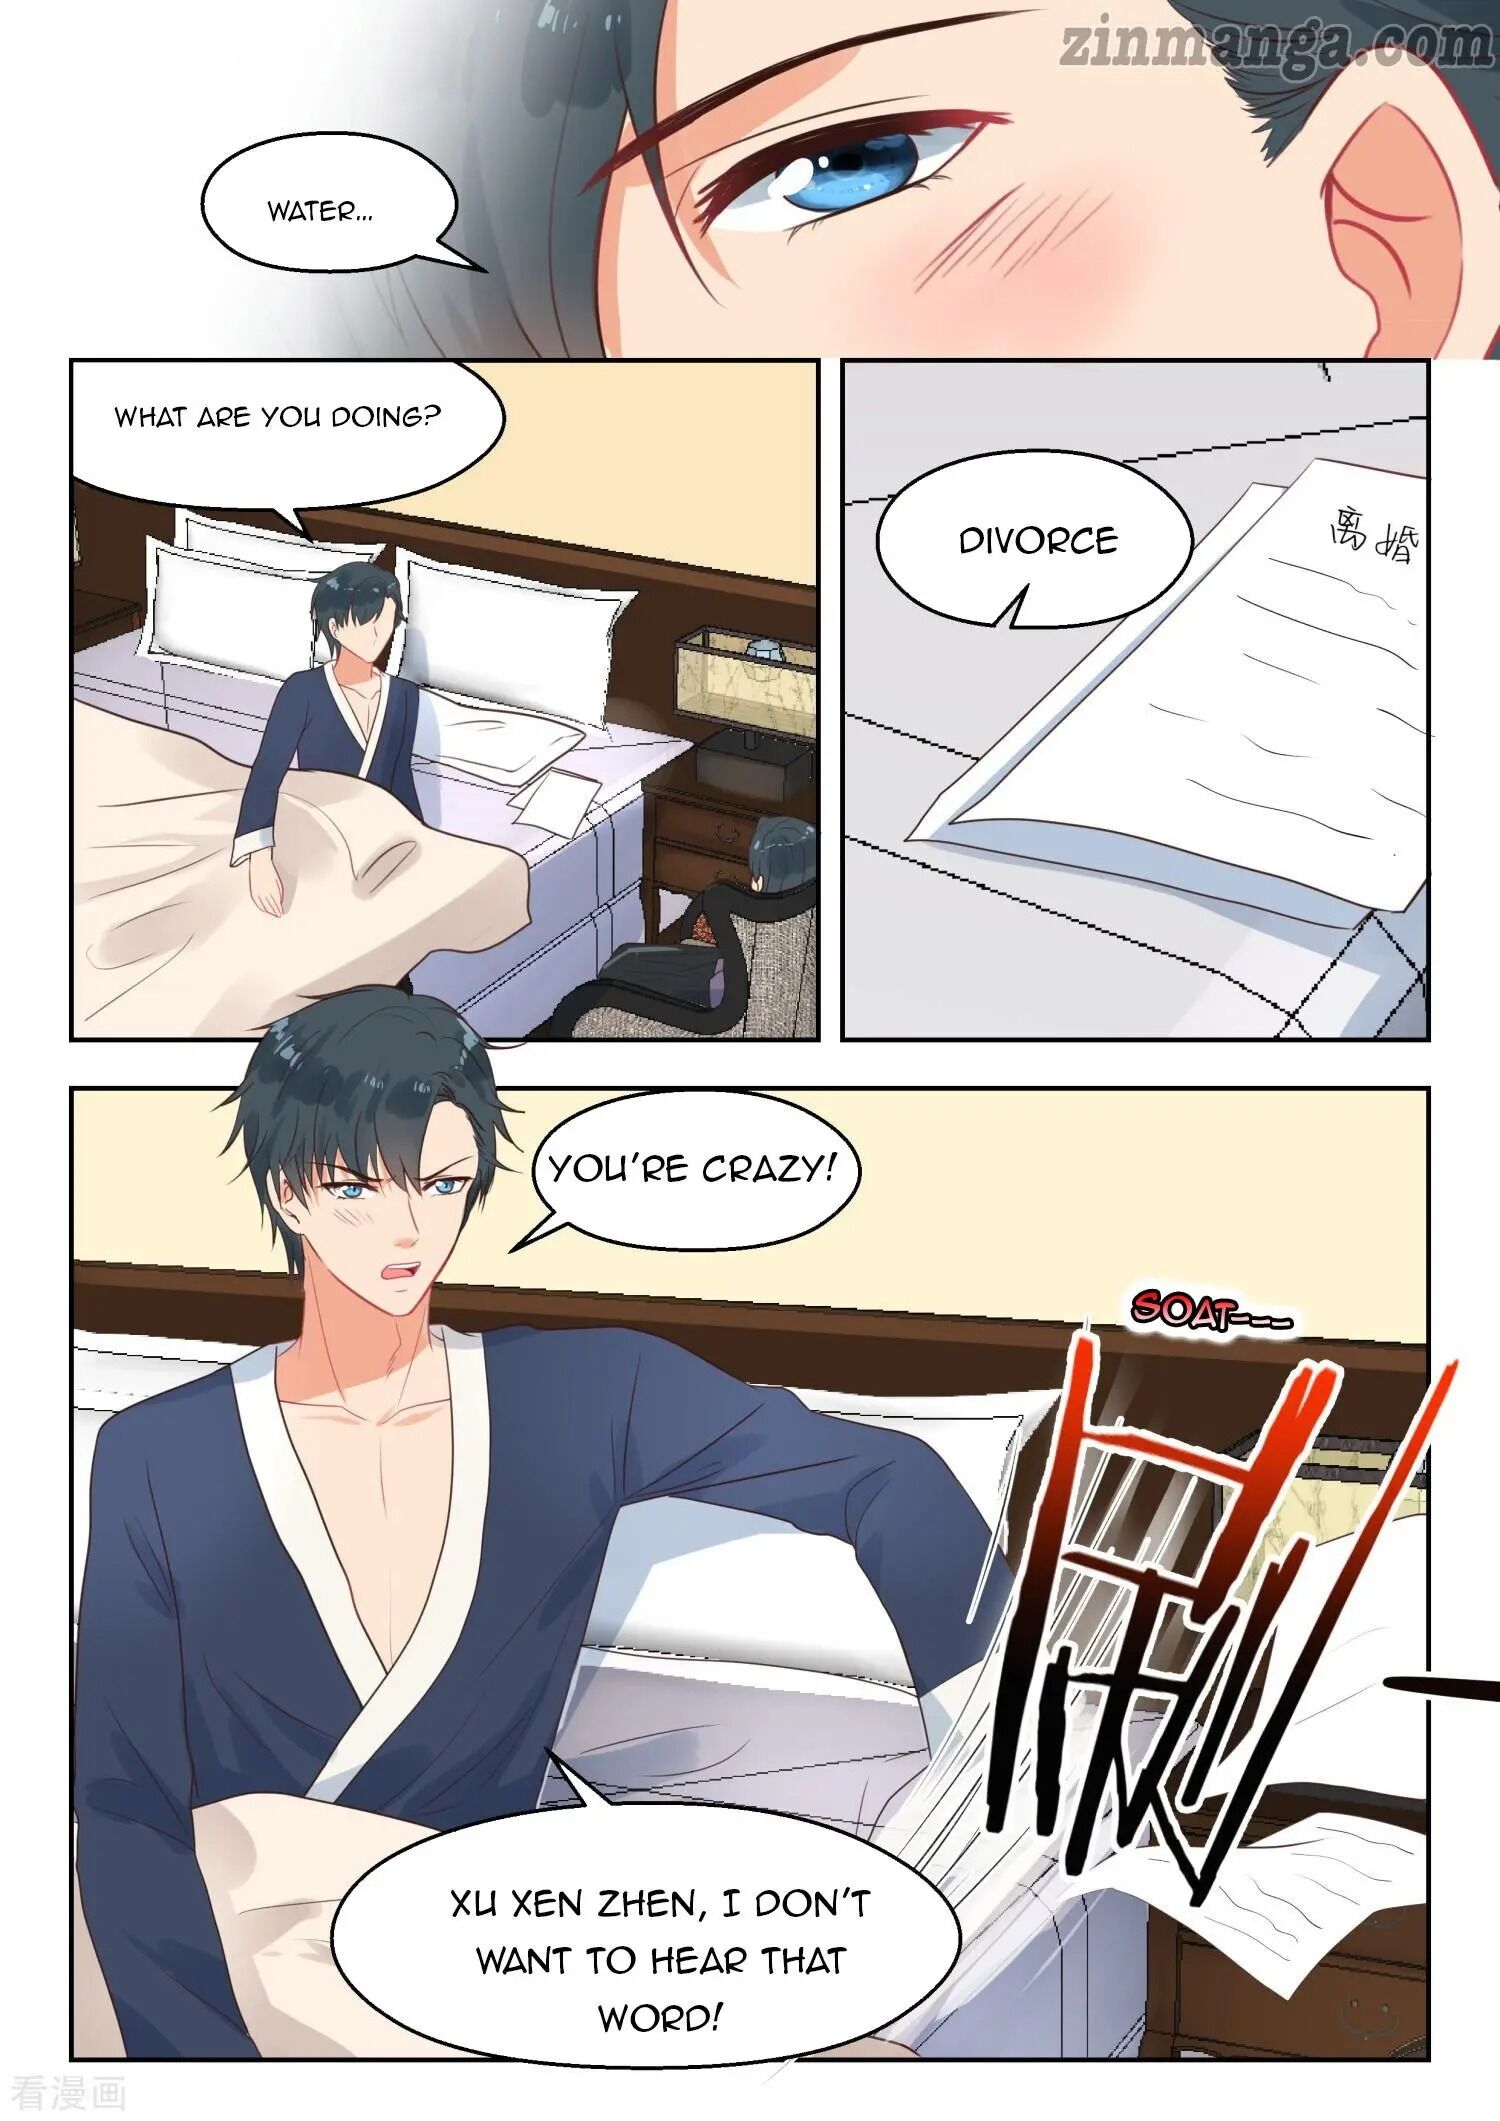 zinmanga.com
WATER...
WHAT ARE YOU DOING?
DIVORCE
离婚
YOU'RE CRAZY!
SOAT----
XU XEN ZHEN, I DON'T
WANT TO HEAR THAT
WORD!
看漫画